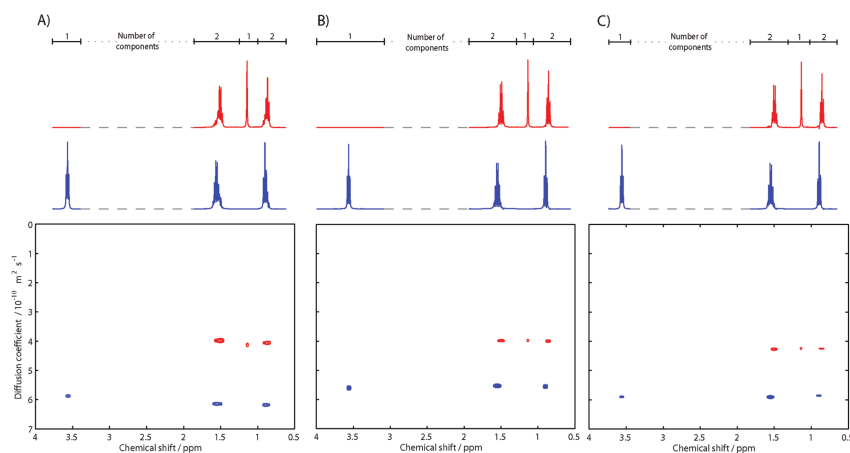 A)
B)
C)
1 Number of components 2 1 2
1 Number of components 2 1 2
1 Number of components 2 1 2
Diffusion coefficient / 10⁻¹⁰ m² s⁻¹
0
1
2
3
4
5
6
7
4 3.5 3 2.5 2 1.5 1 0.5
Chemical shift / ppm
4 3.5 3 2.5 2 1.5 1 0.5
Chemical shift / ppm
4 3.5 3 2.5 2 1.5 1 0.5
Chemical shift / ppm